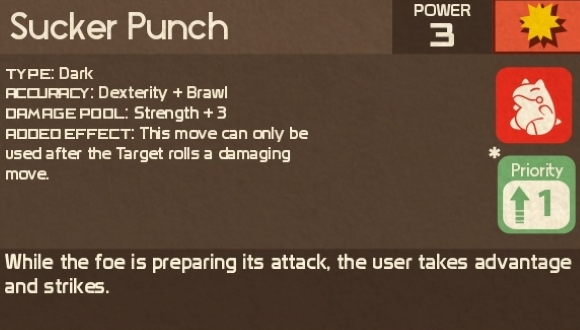 Sucker Punch
POWER
3
TYPE: Dark
ACCURACY: Dexterity + Brawl
DAMAGE POOL: Strength + 3
ADDED EFFECT: This move can only be
used after the Target rolls a damaging
move.
*
Priority
1
While the foe is preparing its attack, the user takes advantage
and strikes.